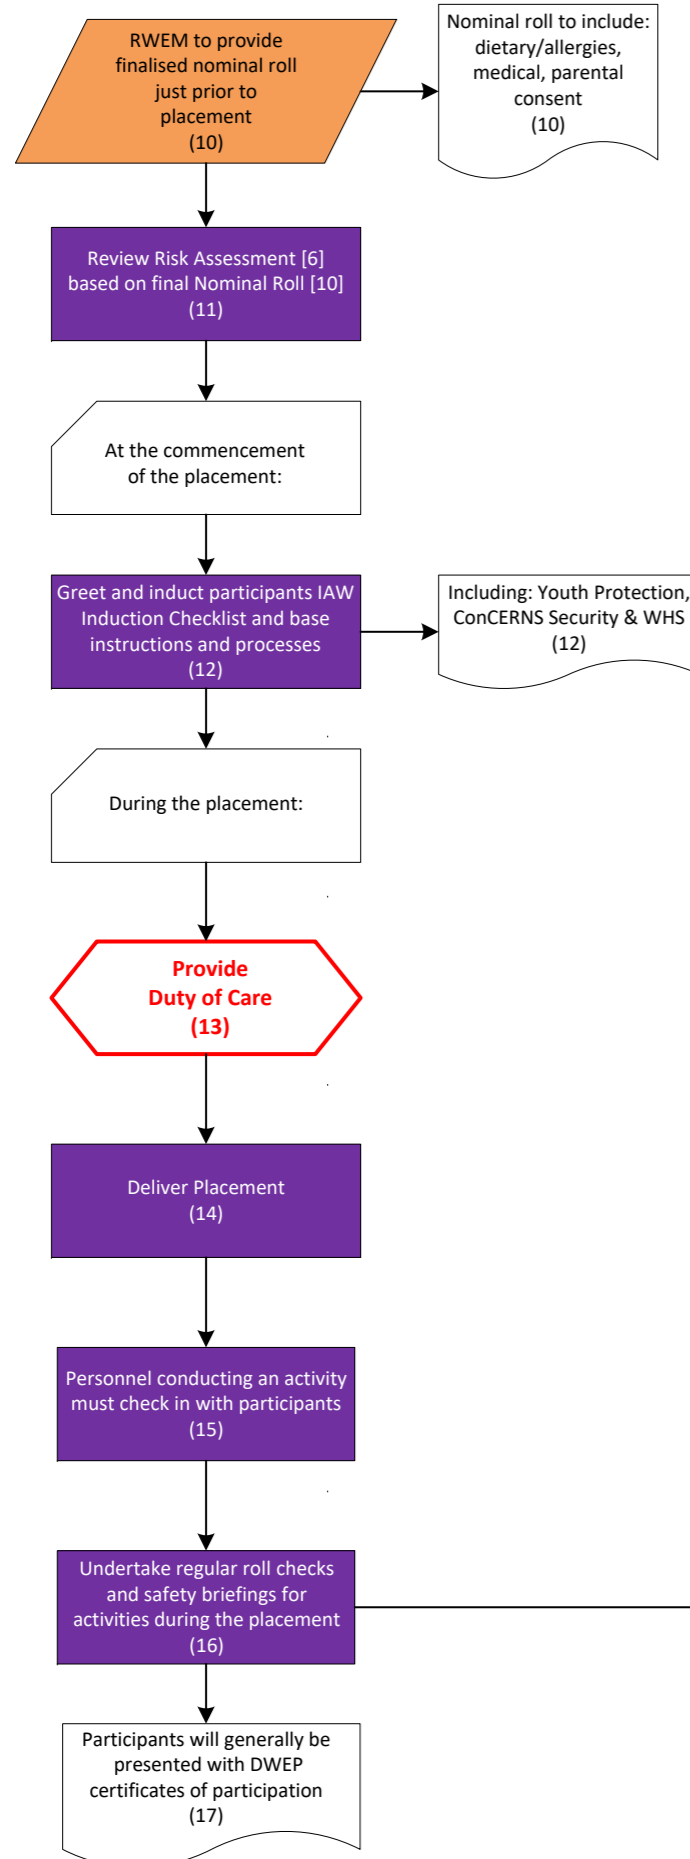 RWEM to provide
finalised nominal roll
just prior to
placement
(10)
Nominal roll to include:
dietary/allergies,
medical, parental
consent
(10)
Review Risk Assessment [6]
based on final Nominal Roll [10]
(11)
At the commencement
of the placement:
Greet and induct participants IAW
Induction Checklist and base
instructions and processes
(12)
Including: Youth Protection,
ConCERNS Security & WHS
(12)
During the placement:
Provide
Duty of Care
(13)
Deliver Placement
(14)
Personnel conducting an activity
must check in with participants
(15)
Undertake regular roll checks
and safety briefings for
activities during the placement
(16)
Participants will generally be
presented with DWEP
certificates of participation
(17)